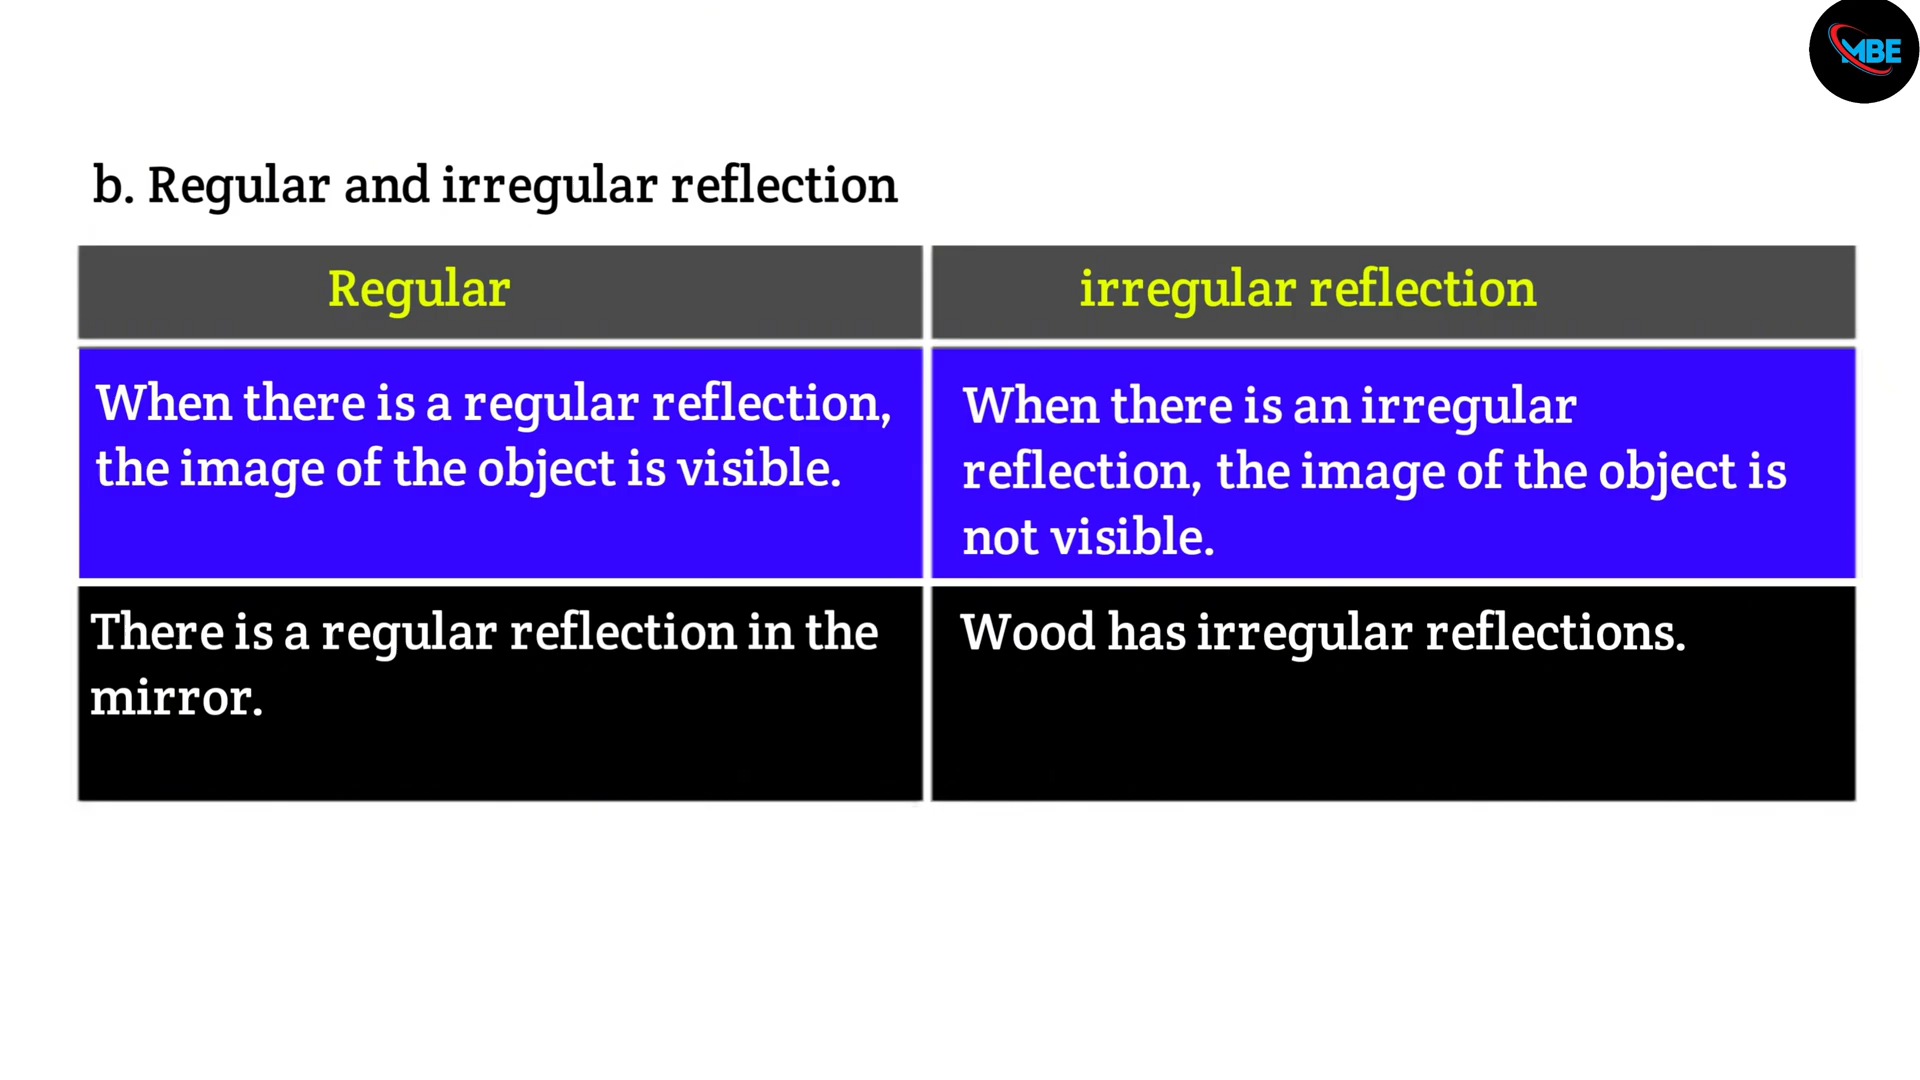 MBE
b. Regular and irregular reflection
Regular
irregular reflection
When there is a regular reflection,
the image of the object is visible.
When there is an irregular
reflection, the image of the object is
not visible.
There is a regular reflection in the
mirror.
Wood has irregular reflections.